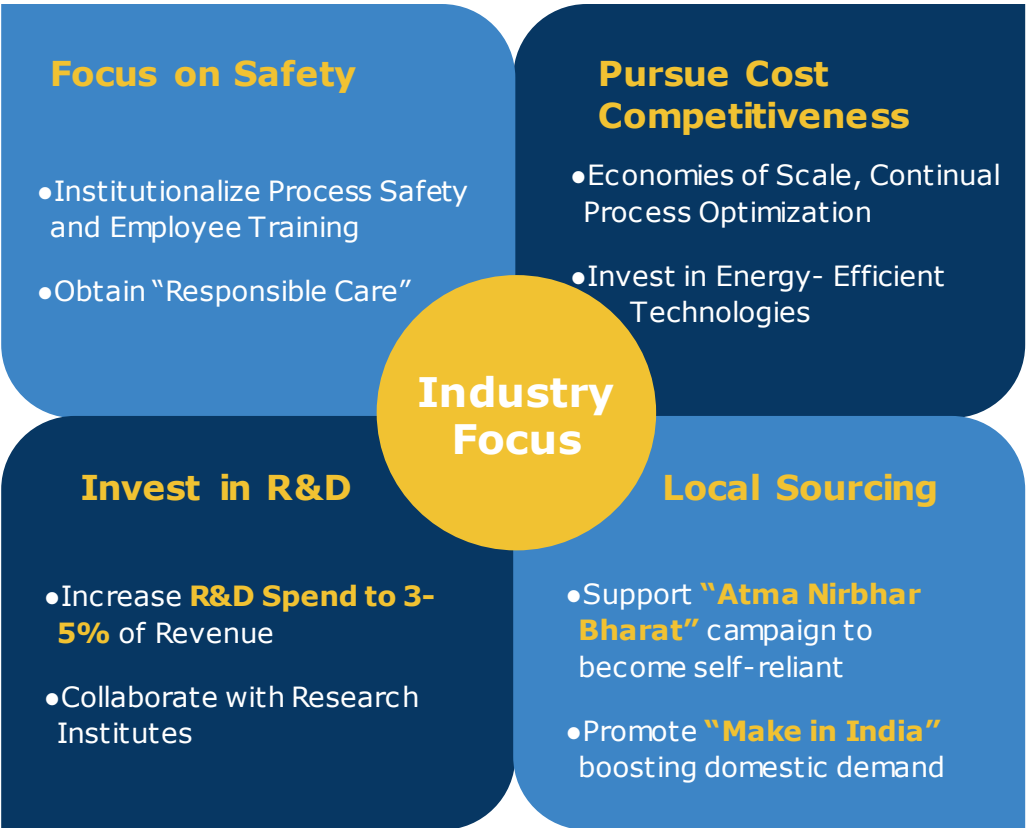 Focus on Safety
●Institutionalize Process Safety
and Employee Training
●Obtain “Responsible Care”
Pursue Cost
Competitiveness
●Economies of Scale, Continual
Process Optimization
●Invest in Energy- Efficient
Technologies
Industry
Focus
Invest in R&D
●Increase R&D Spend to 3-
5% of Revenue
●Collaborate with Research
Institutes
Local Sourcing
●Support “Atma Nirbhar
Bharat” campaign to
become self-reliant
●Promote “Make in India”
boosting domestic demand